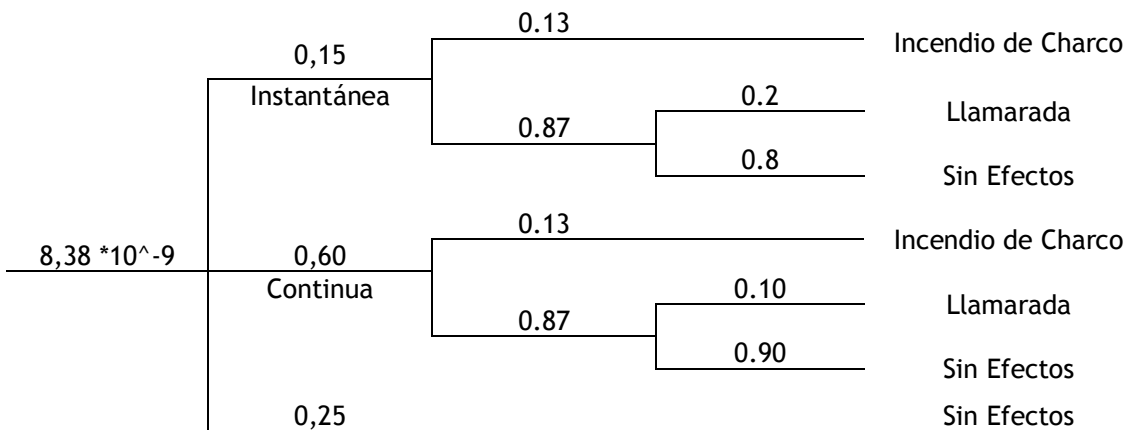 0.13
Incendio de Charco
0,15
Instantánea
0.2
Llamarada
0.87
0.8
Sin Efectos
0.13
Incendio de Charco
8,38 *10^-9
0,60
Continua
0.10
Llamarada
0.87
0.90
Sin Efectos
0,25
Sin Efectos